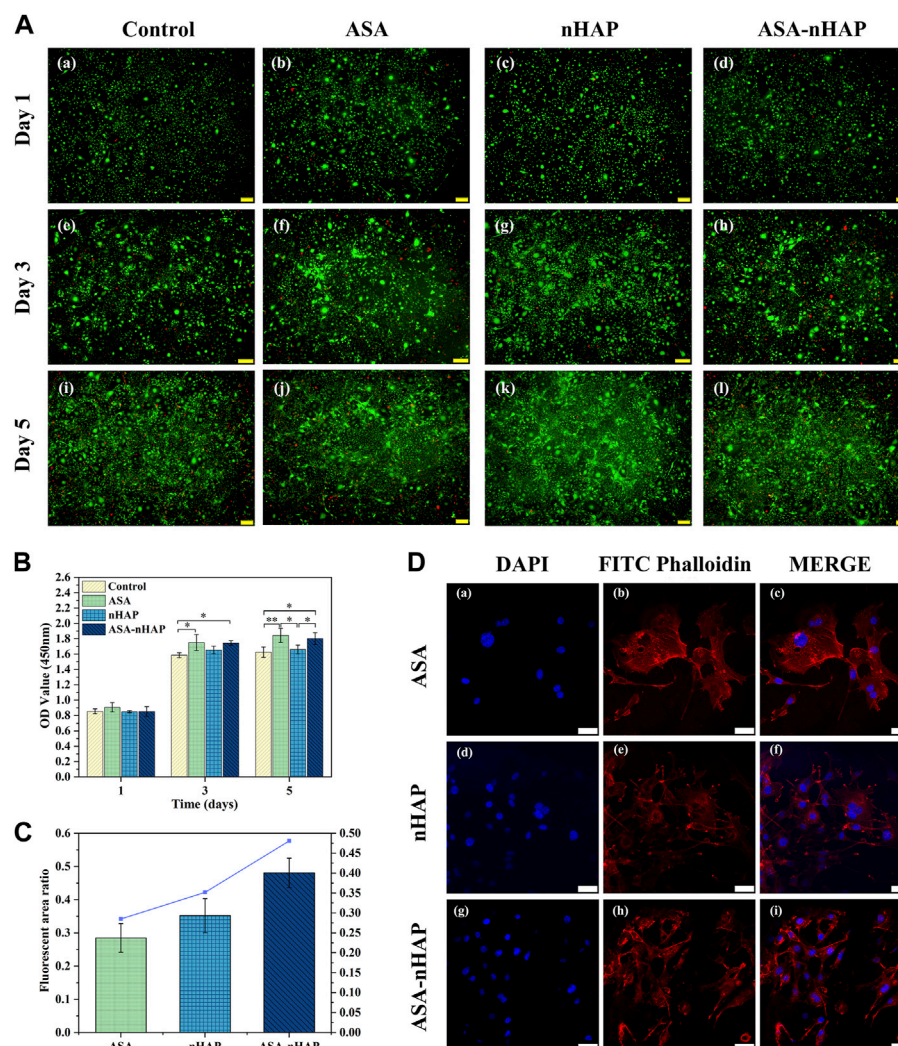 A
Control ASA nHAP ASA-nHAP
Day 1
(a) (b) (c) (d)
Day 3
(e) (f) (g) (h)
Day 5
(i) (j) (k) (l)
B
OD Value (450nm)
2.6
2.4
2.2
2.0
1.8
1.6
1.4
1.2
1.0
0.8
0.6
0.4
0.2
0.0
Control
ASA
nHAP
ASA-nHAP
* *
* ** * *
1 3 5
Time (days)
C
Fluorescent area ratio
0.6
0.5
0.4
0.3
0.2
0.1
0.0
0.50
0.45
0.40
0.35
0.30
0.25
0.20
0.15
0.10
0.05
0.00
ASA nHAP ASA-nHAP
D
DAPI FITC Phalloidin MERGE
ASA
(a) (b) (c)
nHAP
(d) (e) (f)
ASA-nHAP
(g) (h) (i)